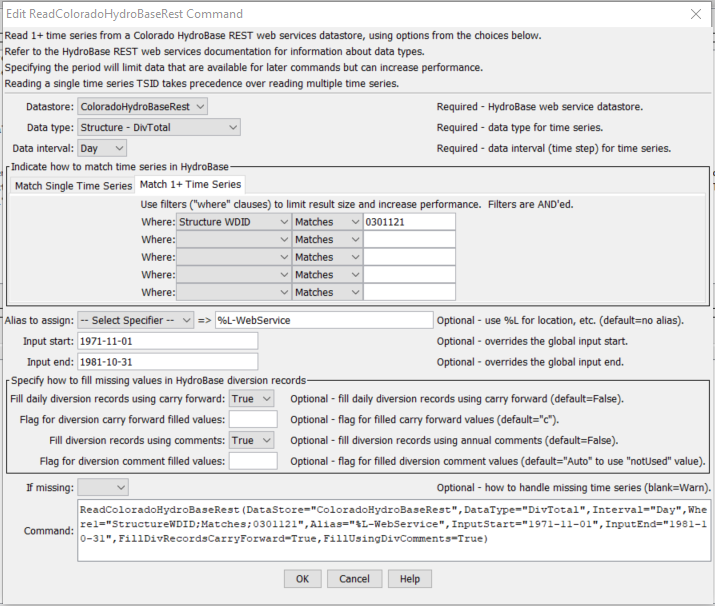 Edit ReadColoradoHydroBaseRest Command
Read 1+ time series from a Colorado HydroBase REST web services datastore, using options from the choices below.
Refer to the HydroBase REST web services documentation for information about data types.
Specifying the period will limit data that are available for later commands but can increase performance.
Reading a single time series TSID takes precedence over reading multiple time series.
Datastore: ColoradoHydroBaseRest Required - HydroBase web service datastore.
Data type: Structure - DivTotal Required - data type for time series.
Data interval: Day Required - data interval (time step) for time series.
Indicate how to match time series in HydroBase
Match Single Time Series Match 1+ Time Series
Use filters ("where" clauses) to limit result size and increase performance. Filters are AND'ed.
Where: Structure WDID Matches 0301121
Where: Matches
Where: Matches
Where: Matches
Where: Matches
Alias to assign: -- Select Specifier -- => %L-WebService Optional - use %L for location, etc. (default=no alias).
Input start: 1971-11-01 Optional - overrides the global input start.
Input end: 1981-10-31 Optional - overrides the global input end.
Specify how to fill missing values in HydroBase diversion records
Fill daily diversion records using carry forward: True Optional - fill daily diversion records using carry forward (default=False).
Flag for diversion carry forward filled values: Optional - flag for filled carry forward values (default="c").
Fill diversion records using comments: True Optional - fill diversion records using annual comments (default=False).
Flag for diversion comment filled values: Optional - flag for filled diversion comment values (default="Auto" to use "notUsed" value).
If missing: Optional - how to handle missing time series (blank=Warn).
Command: ReadColoradoHydroBaseRest(DataStore="ColoradoHydroBaseRest",DataType="DivTotal",Interval="Day",Whe
re1="StructureWDID;Matches;0301121",Alias="%L-WebService",InputStart="1971-11-01",InputEnd="1981-1
0-31",FillDivRecordsCarryForward=True,FillUsingDivComments=True)
OK Cancel Help